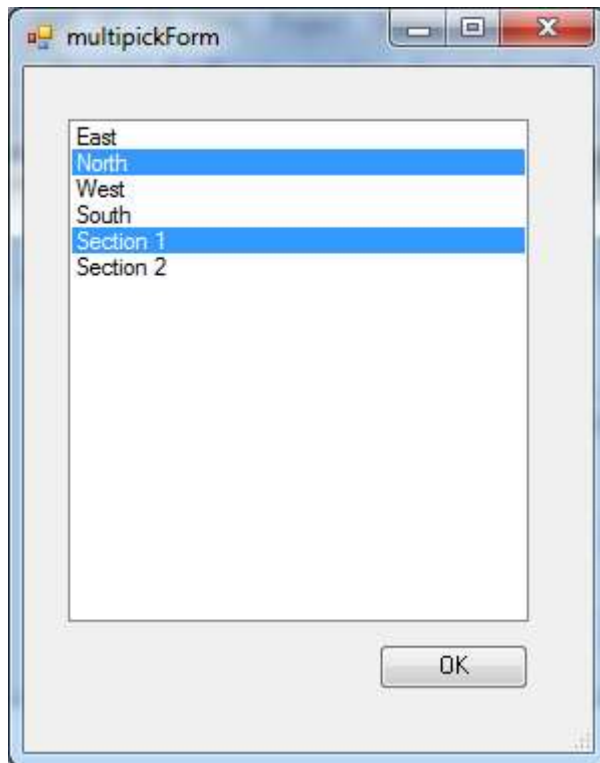 multipickForm
East
North
West
South
Section 1
Section 2
OK